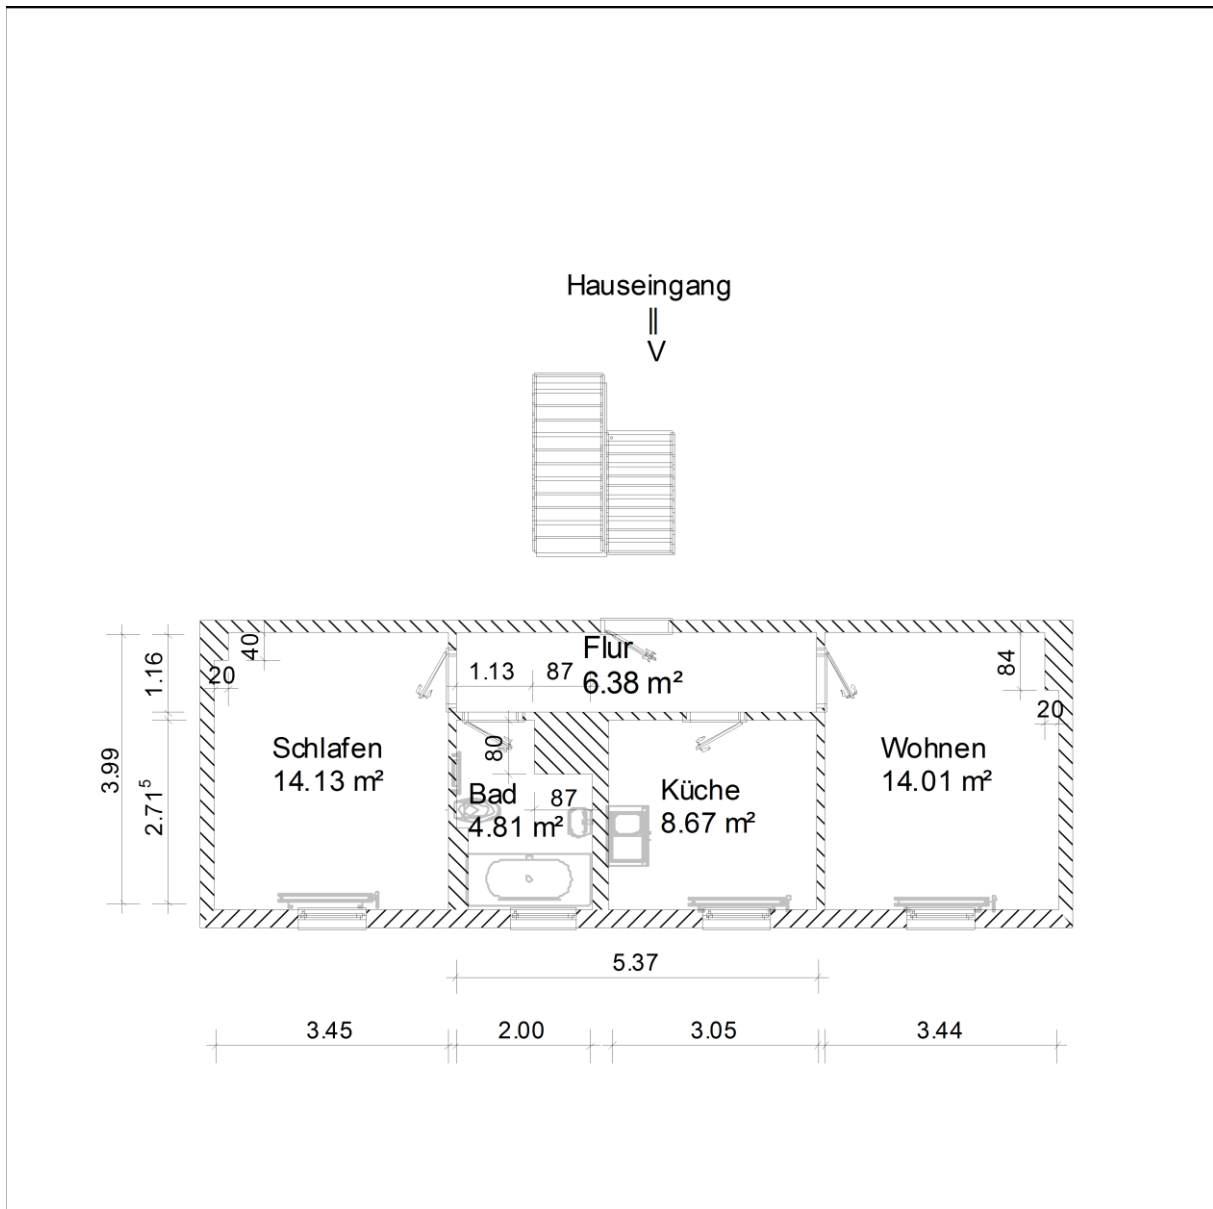 Hauseingang
||
V
Flur
6.38 m²
40
20
1.13
87
84
20
1.16
3.99
2.71⁵
Schlafen
14.13 m²
80
Bad
4.81 m²
87
Küche
8.67 m²
Wohnen
14.01 m²
5.37
3.45
2.00
3.05
3.44